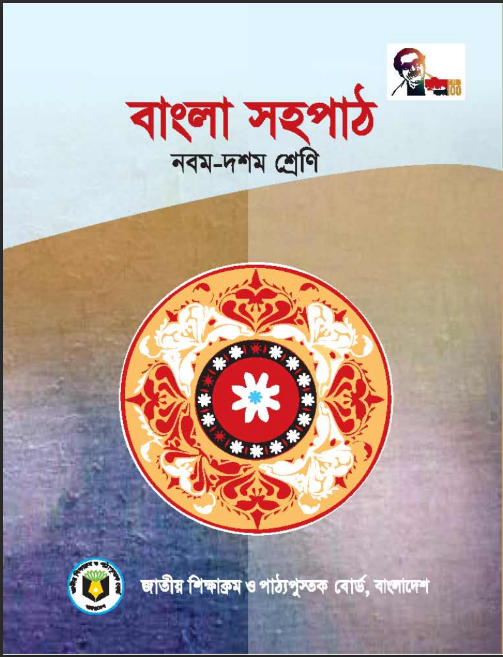 বাংলা সহপাঠ
নবম-দশম শ্রেণি
জাতীয় শিক্ষাক্রম ও পাঠ্যপুস্তক বোর্ড, বাংলাদেশ